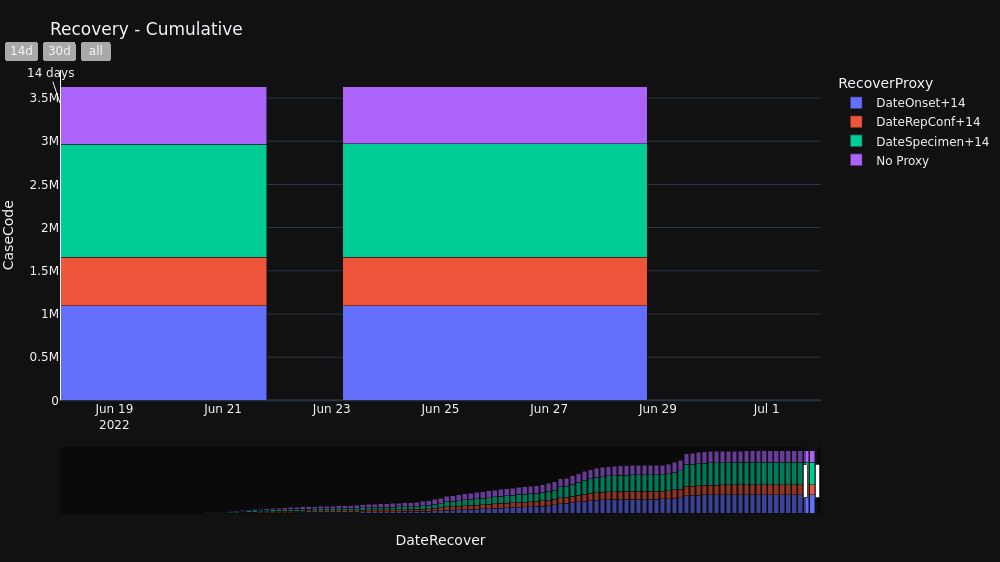 Recovery - Cumulative
14d 30d all
14 days
RecoverProxy
DateOnset+14
DateRepConf+14
DateSpecimen+14
No Proxy
CaseCode
3.5M
3M
2.5M
2M
1.5M
1M
0.5M
0
Jun 19 Jun 21 Jun 23 Jun 25 Jun 27 Jun 29 Jul 1
2022
DateRecover